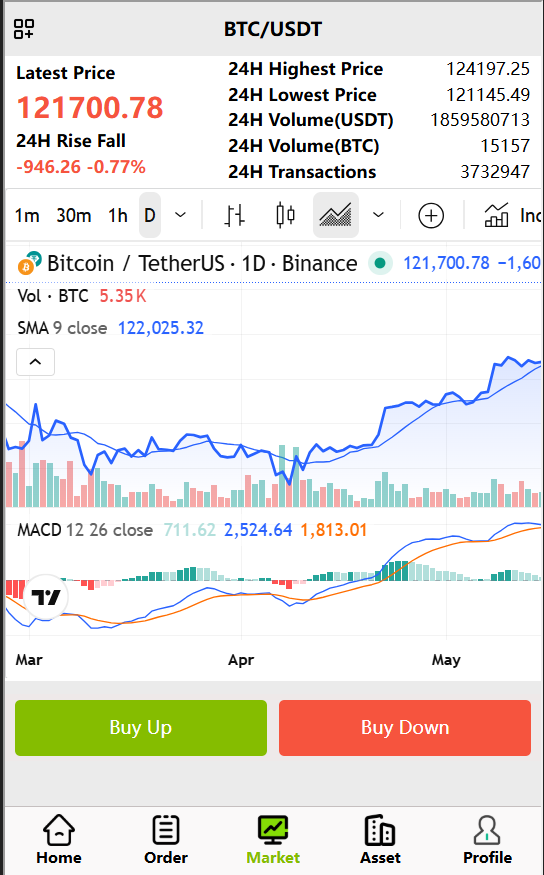 BTC/USDT
Latest Price
121700.78
24H Rise Fall
-946.26 -0.77%
24H Highest Price 124197.25
24H Lowest Price 121145.49
24H Volume(USDT) 1859580713
24H Volume(BTC) 15157
24H Transactions 3732947
1m 30m 1h D
Bitcoin / TetherUS · 1D · Binance 121,700.78 −1,60
Vol · BTC 5.35 K
SMA 9 close 122,025.32
MACD 12 26 close 711.62 2,524.64 1,813.01
Mar Apr May
Buy Up Buy Down
Home Order Market Asset Profile